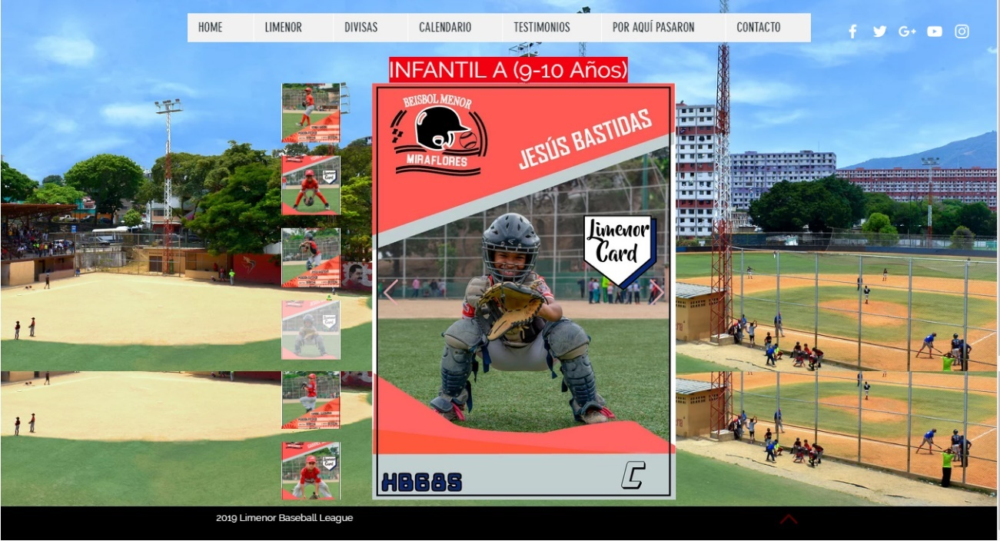 HOME LIMENOR DIVISAS CALENDARIO TESTIMONIOS POR AQUÍ PASARON CONTACTO
INFANTIL A (9-10 Años)
BEISBOL MENOR
MIRAFLORES
JESÚS BASTIDAS
Limenor
Card
HB68S
C
2019 Limenor Baseball League